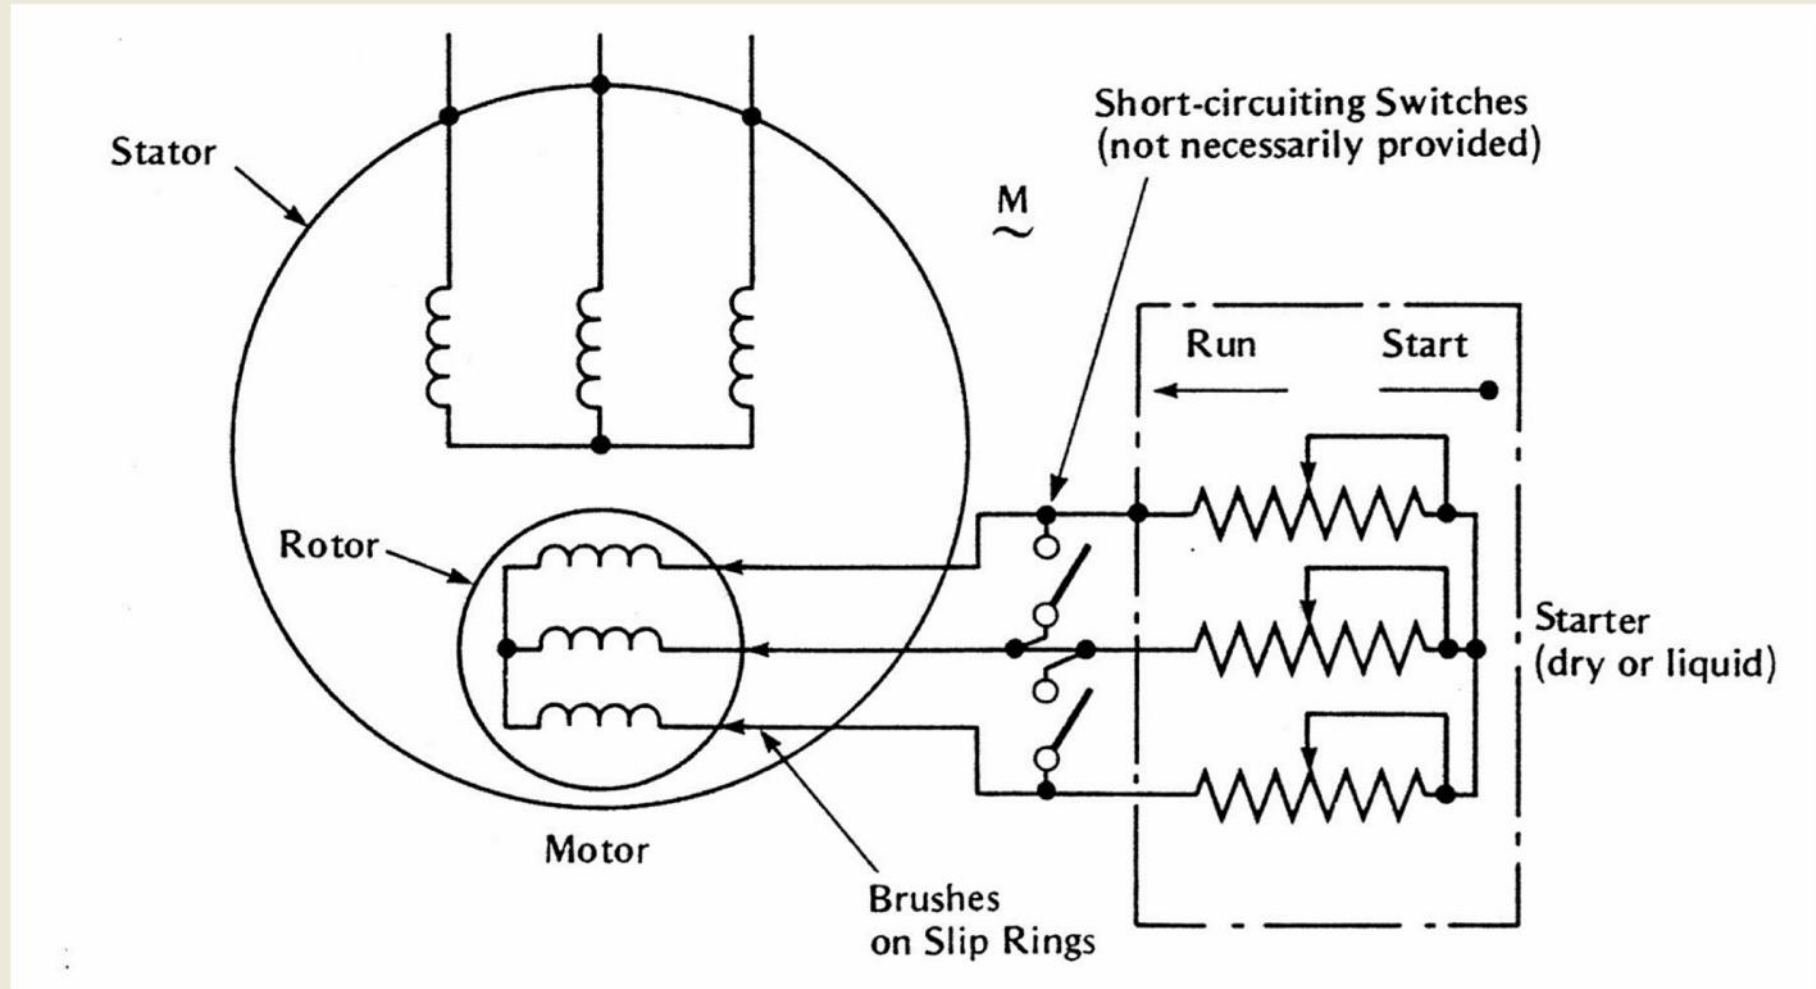 Stator
Short-circuiting Switches
(not necessarily provided)
M
~
Run
Start
Rotor
Starter
(dry or liquid)
Motor
Brushes
on Slip Rings